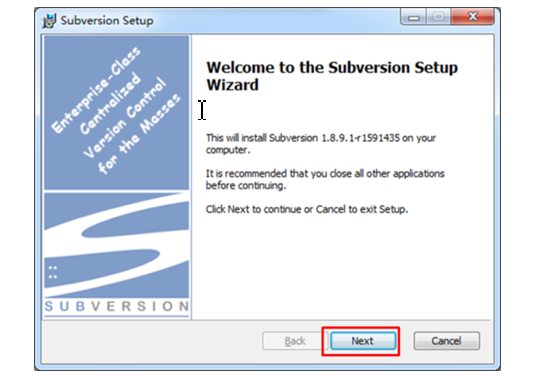 Subversion Setup
Enterprise-Class
Centralized
Version Control
for the Masses
SUBVERSION
Welcome to the Subversion Setup
Wizard
This will install Subversion 1.8.9.1-r1591435 on your
computer.
It is recommended that you close all other applications
before continuing.
Click Next to continue or Cancel to exit Setup.
Back
Next
Cancel